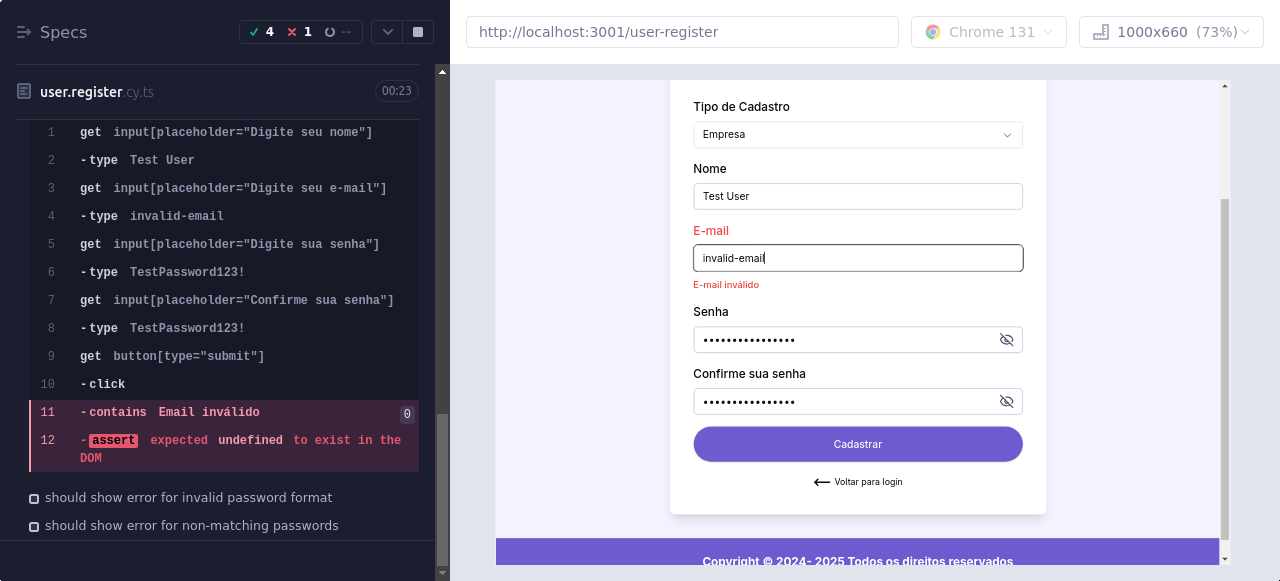 Specs
4
1
--
user.register.cy.ts
00:23
1 get input[placeholder="Digite seu nome"]
2 -type Test User
3 get input[placeholder="Digite seu e-mail"]
4 -type invalid-email
5 get input[placeholder="Digite sua senha"]
6 -type TestPassword123!
7 get input[placeholder="Confirme sua senha"]
8 -type TestPassword123!
9 get button[type="submit"]
10 -click
11 -contains Email inválido 0
12 -assert expected undefined to exist in the
DOM
should show error for invalid password format
should show error for non-matching passwords
http://localhost:3001/user-register
Chrome 131
1000x660 (73%)
Tipo de Cadastro
Empresa
Nome
Test User
E-mail
invalid-email
E-mail inválido
Senha
••••••••••••••••
Confirme sua senha
••••••••••••••••
Cadastrar
Voltar para login
Copyright © 2024- 2025 Todos os direitos reservados